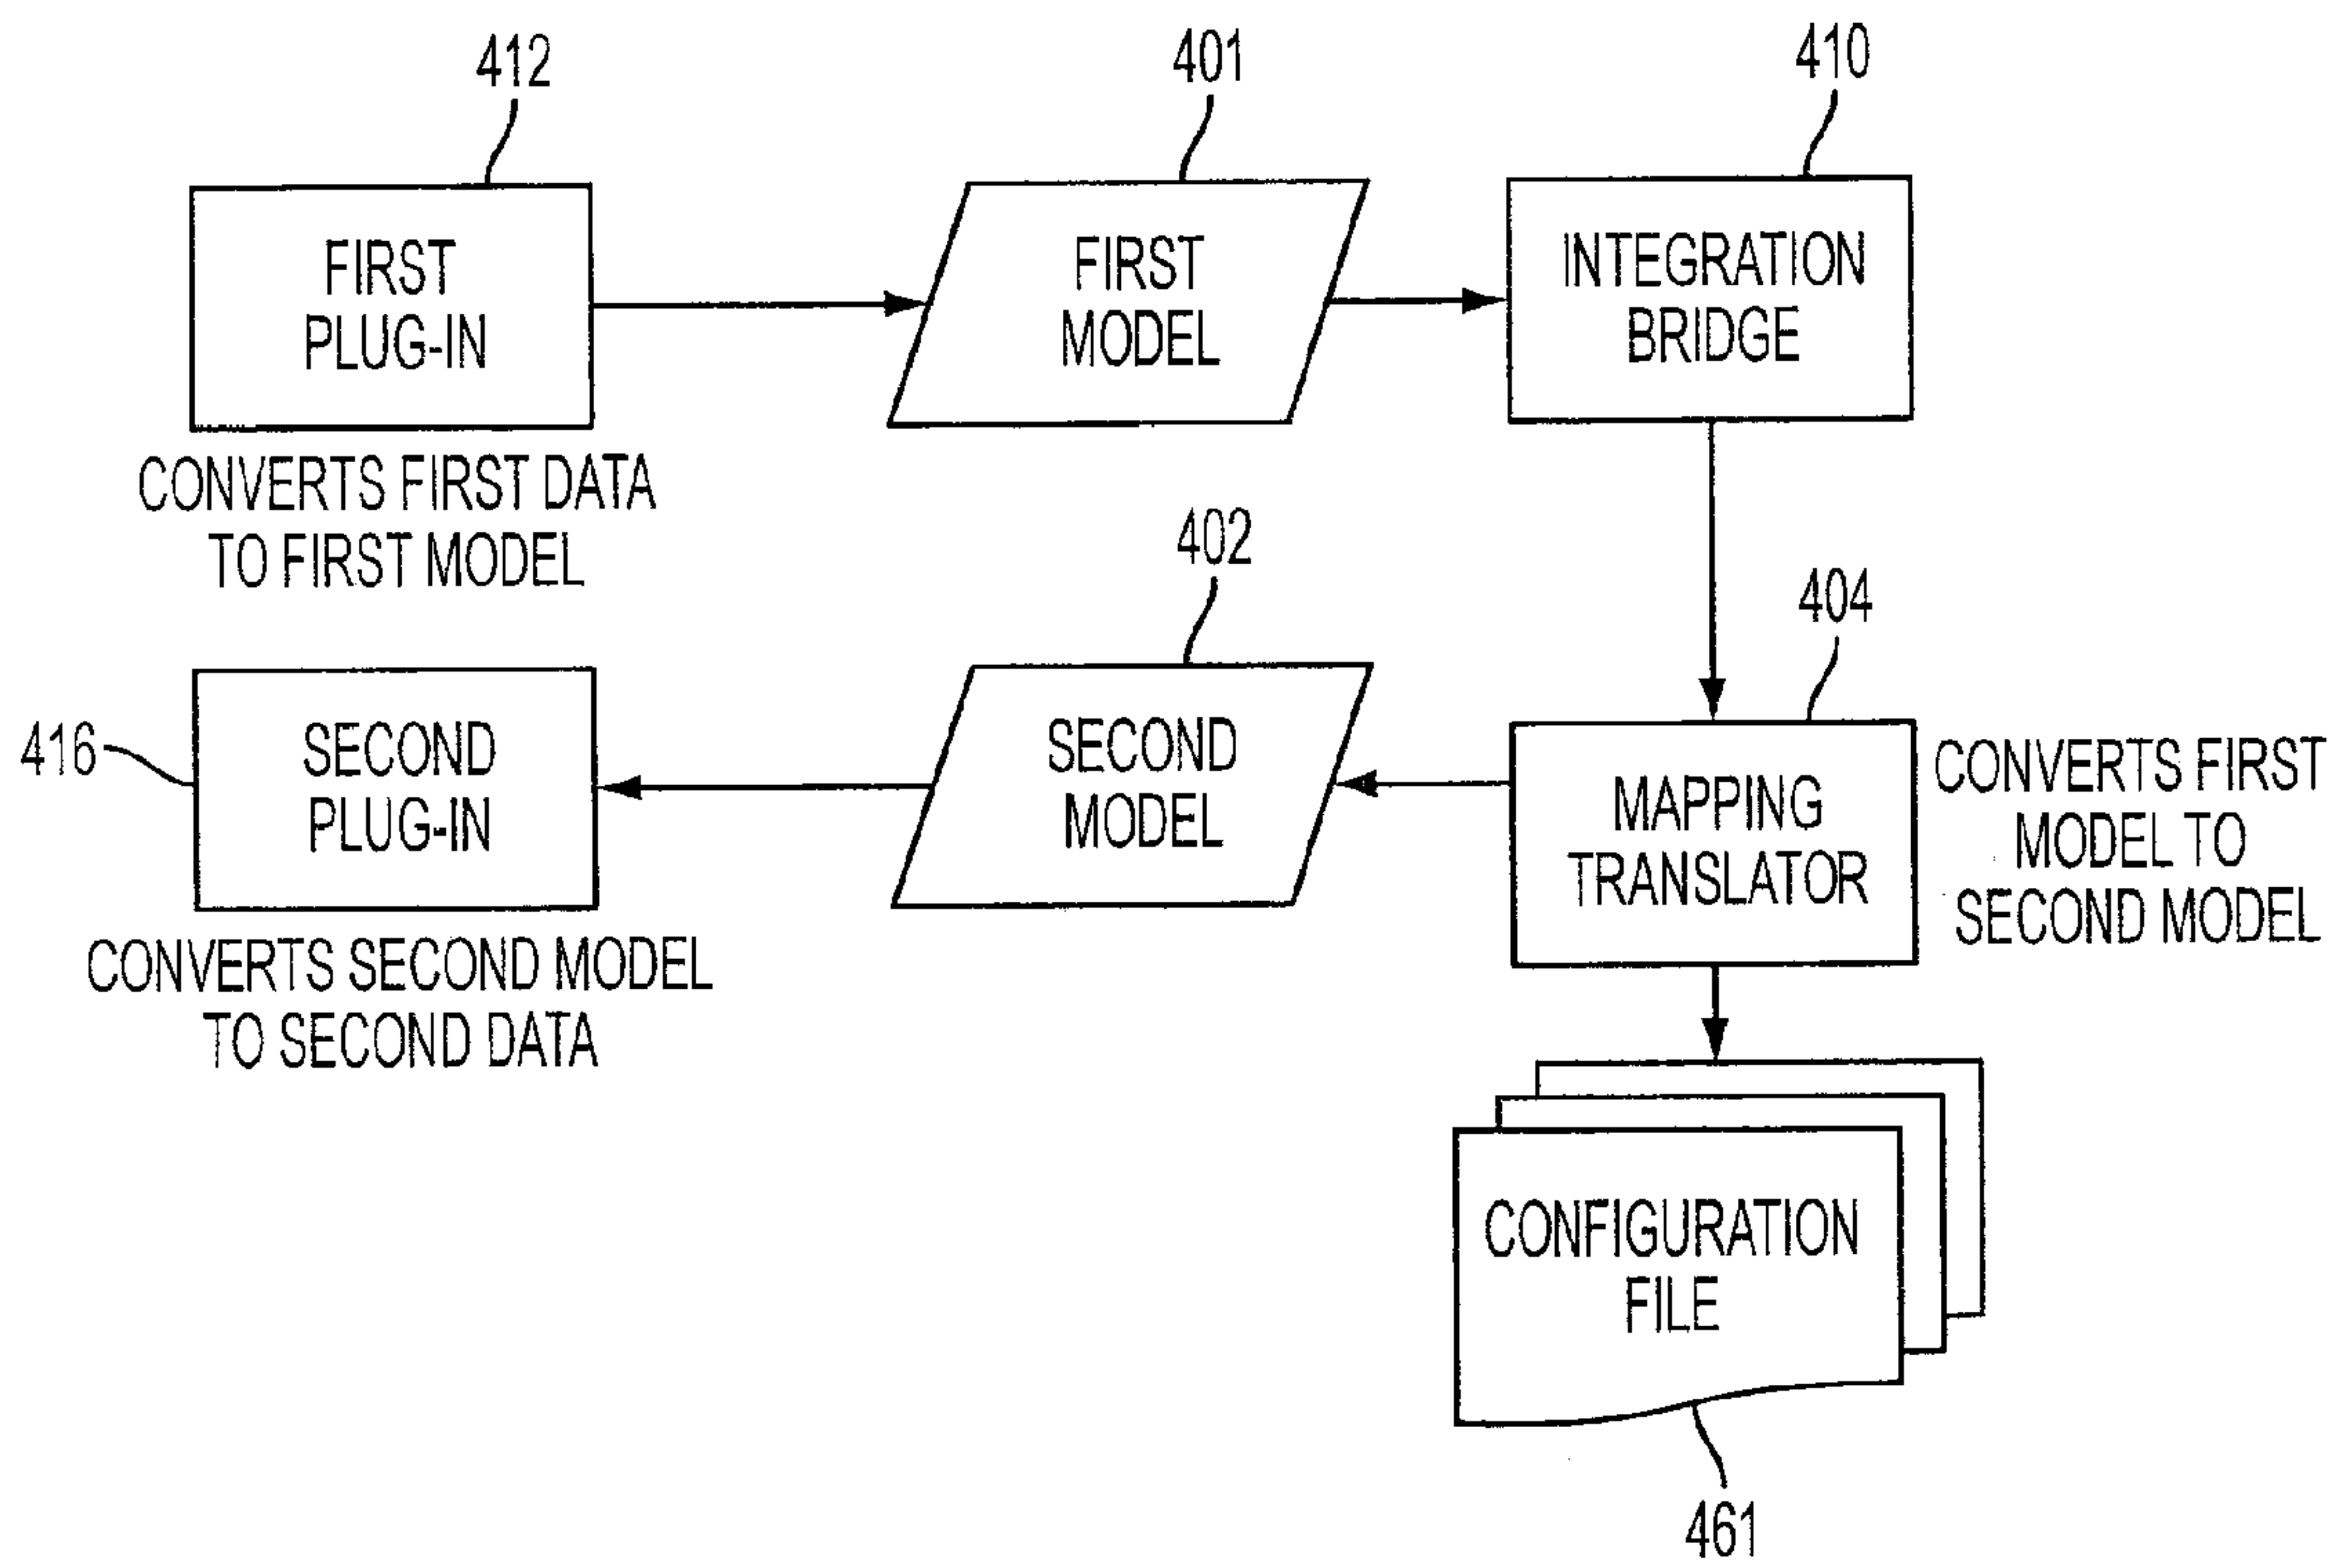 412
401
410
FIRST
PLUG-IN
FIRST
MODEL
INTEGRATION
BRIDGE
CONVERTS FIRST DATA
TO FIRST MODEL
402
404
416
SECOND
PLUG-IN
SECOND
MODEL
MAPPING
TRANSLATOR
CONVERTS FIRST
MODEL TO
SECOND MODEL
CONVERTS SECOND MODEL
TO SECOND DATA
CONFIGURATION
FILE
461